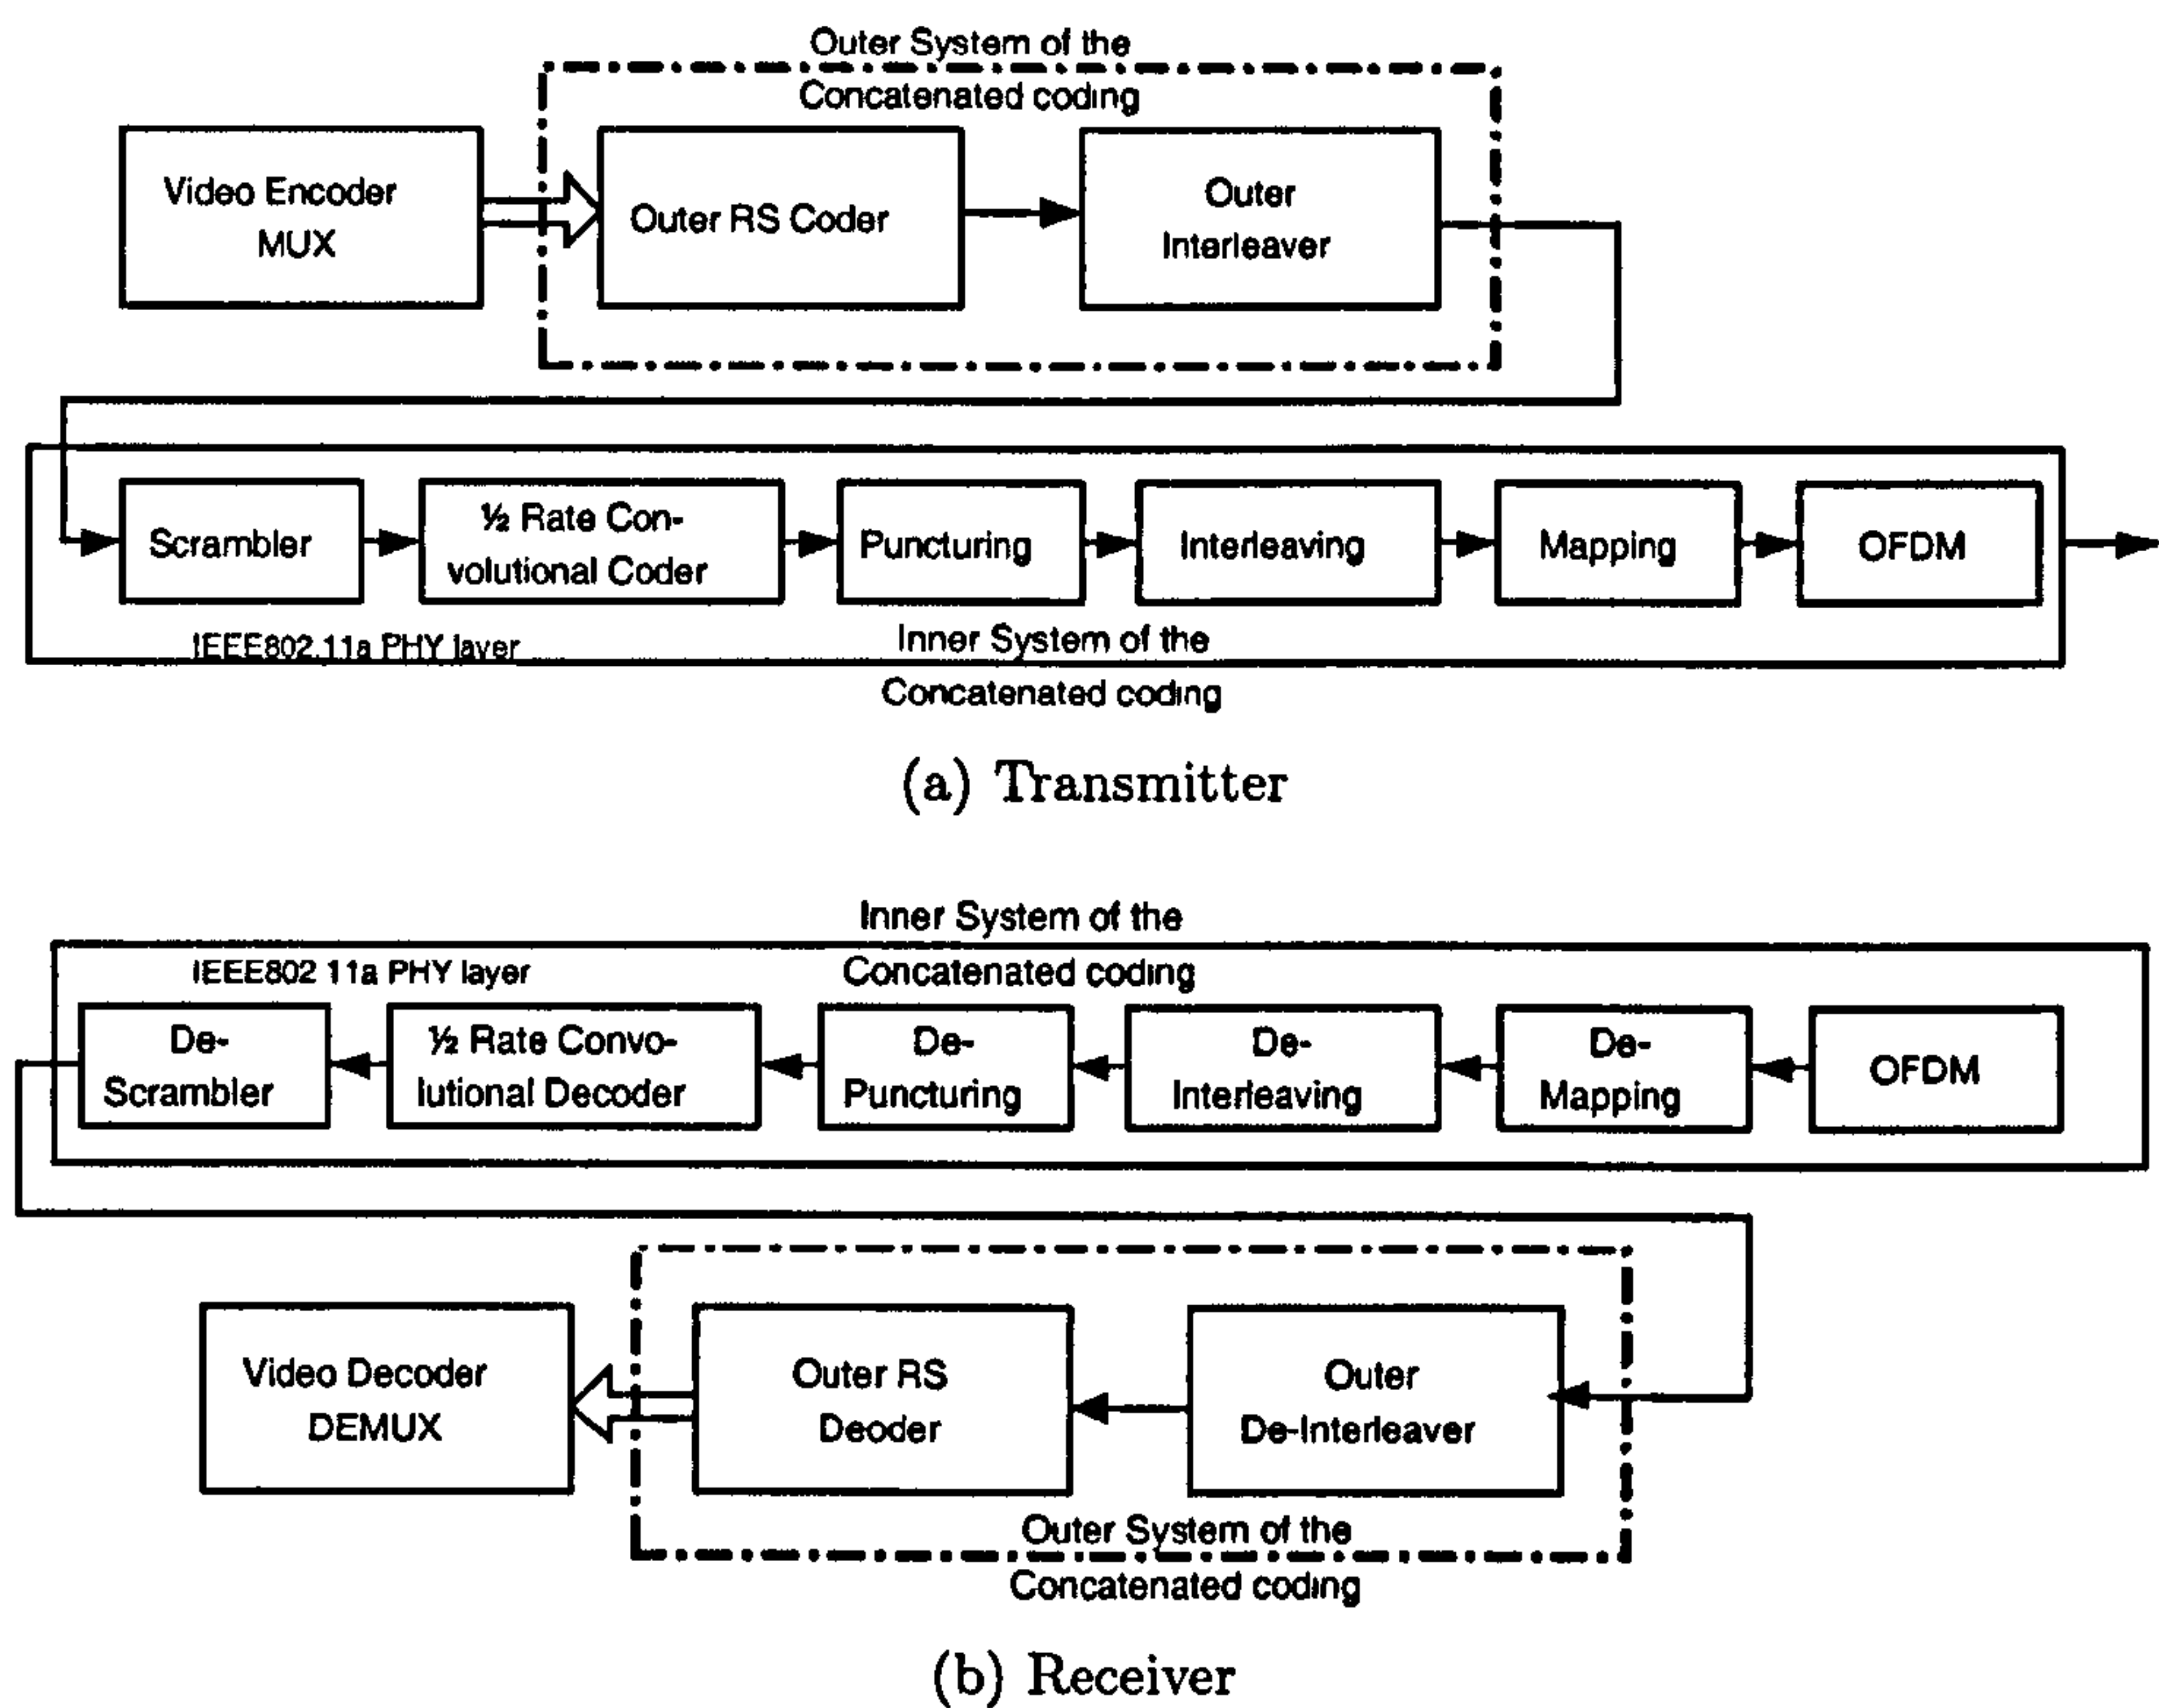 Outer System of the
Concatenated coding
Video Encoder
MUX
Outer RS Coder
Outer
Interleaver
Scrambler
½ Rate Con-
volutional Coder
Puncturing
Interleaving
Mapping
OFDM
IEEE802.11a PHY layer
Inner System of the
Concatenated coding
(a) Transmitter
Inner System of the
IEEE802 11a PHY layer
Concatenated coding
De-
Scrambler
½ Rate Convo-
lutional Decoder
De-
Puncturing
De-
Interleaving
De-
Mapping
OFDM
Video Decoder
DEMUX
Outer RS
Deoder
Outer
De-Interleaver
Outer System of the
Concatenated coding
(b) Receiver